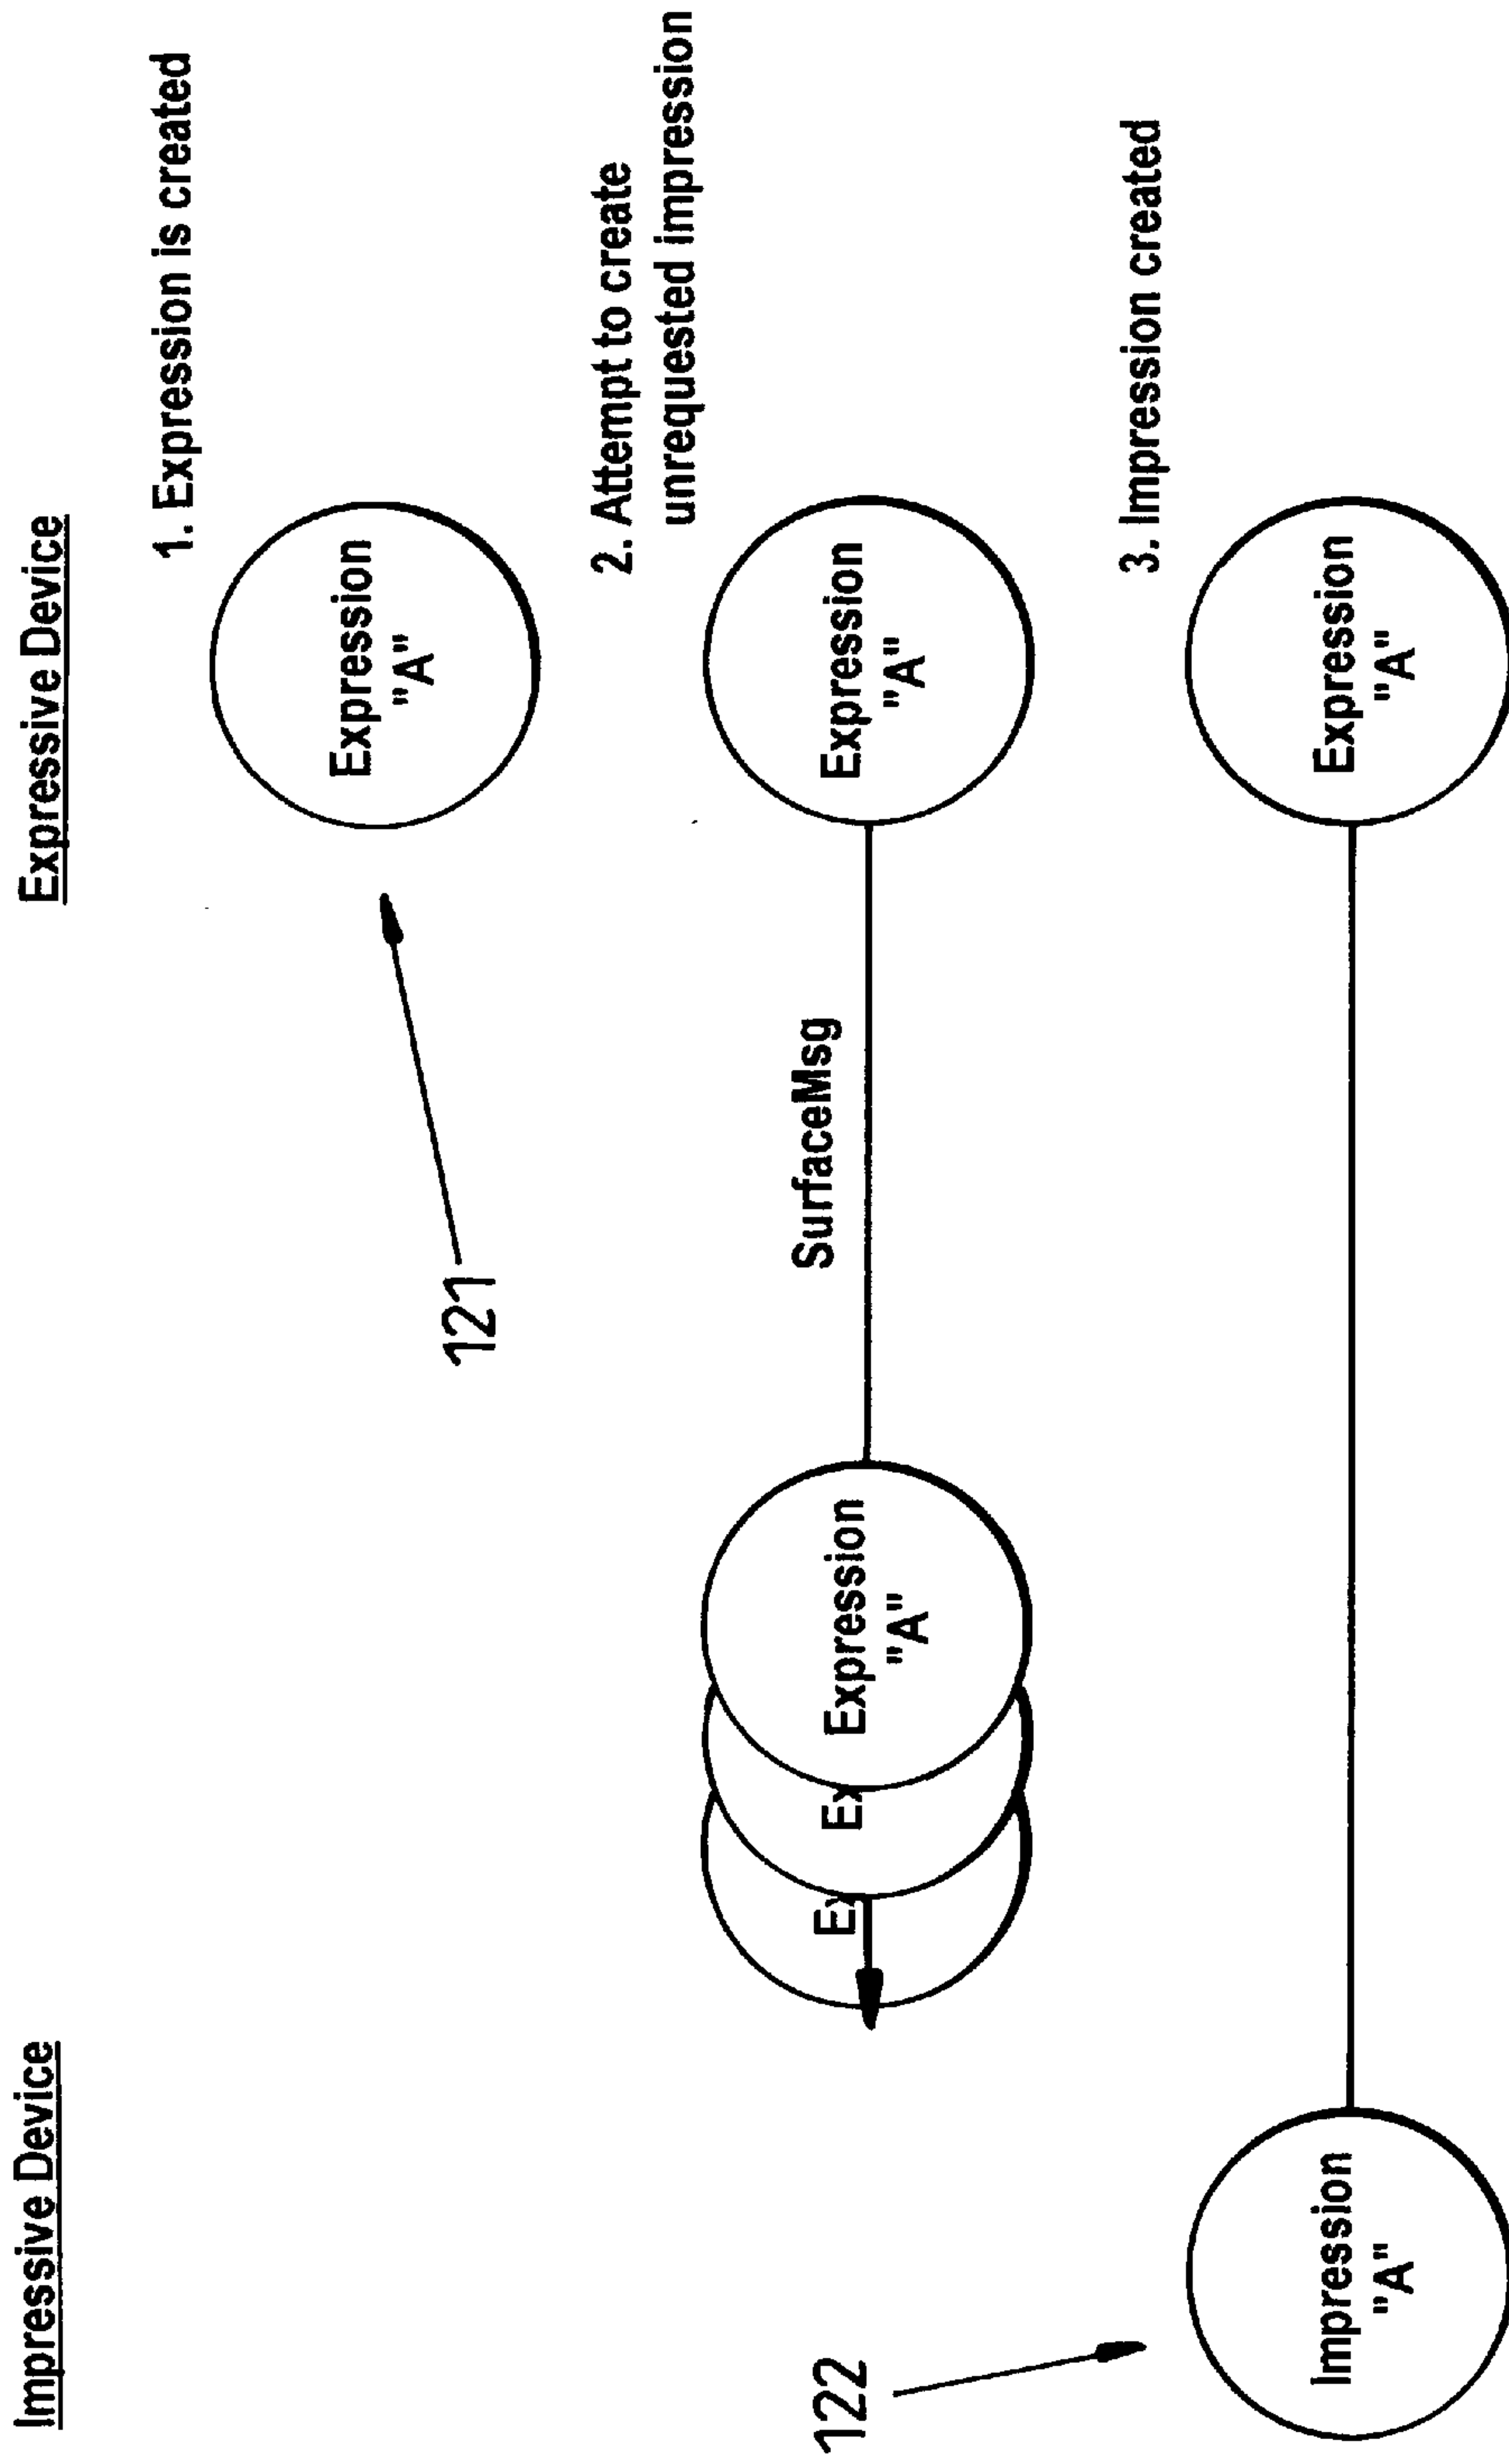 Impressive Device
Expressive Device
1. Expression is created
Expression
"A"
121
2. Attempt to create
unrequested impression
Ex
Ex
Expression
"A"
SurfaceMsg
Expression
"A"
122
3. Impression created
Impression
"A"
Expression
"A"